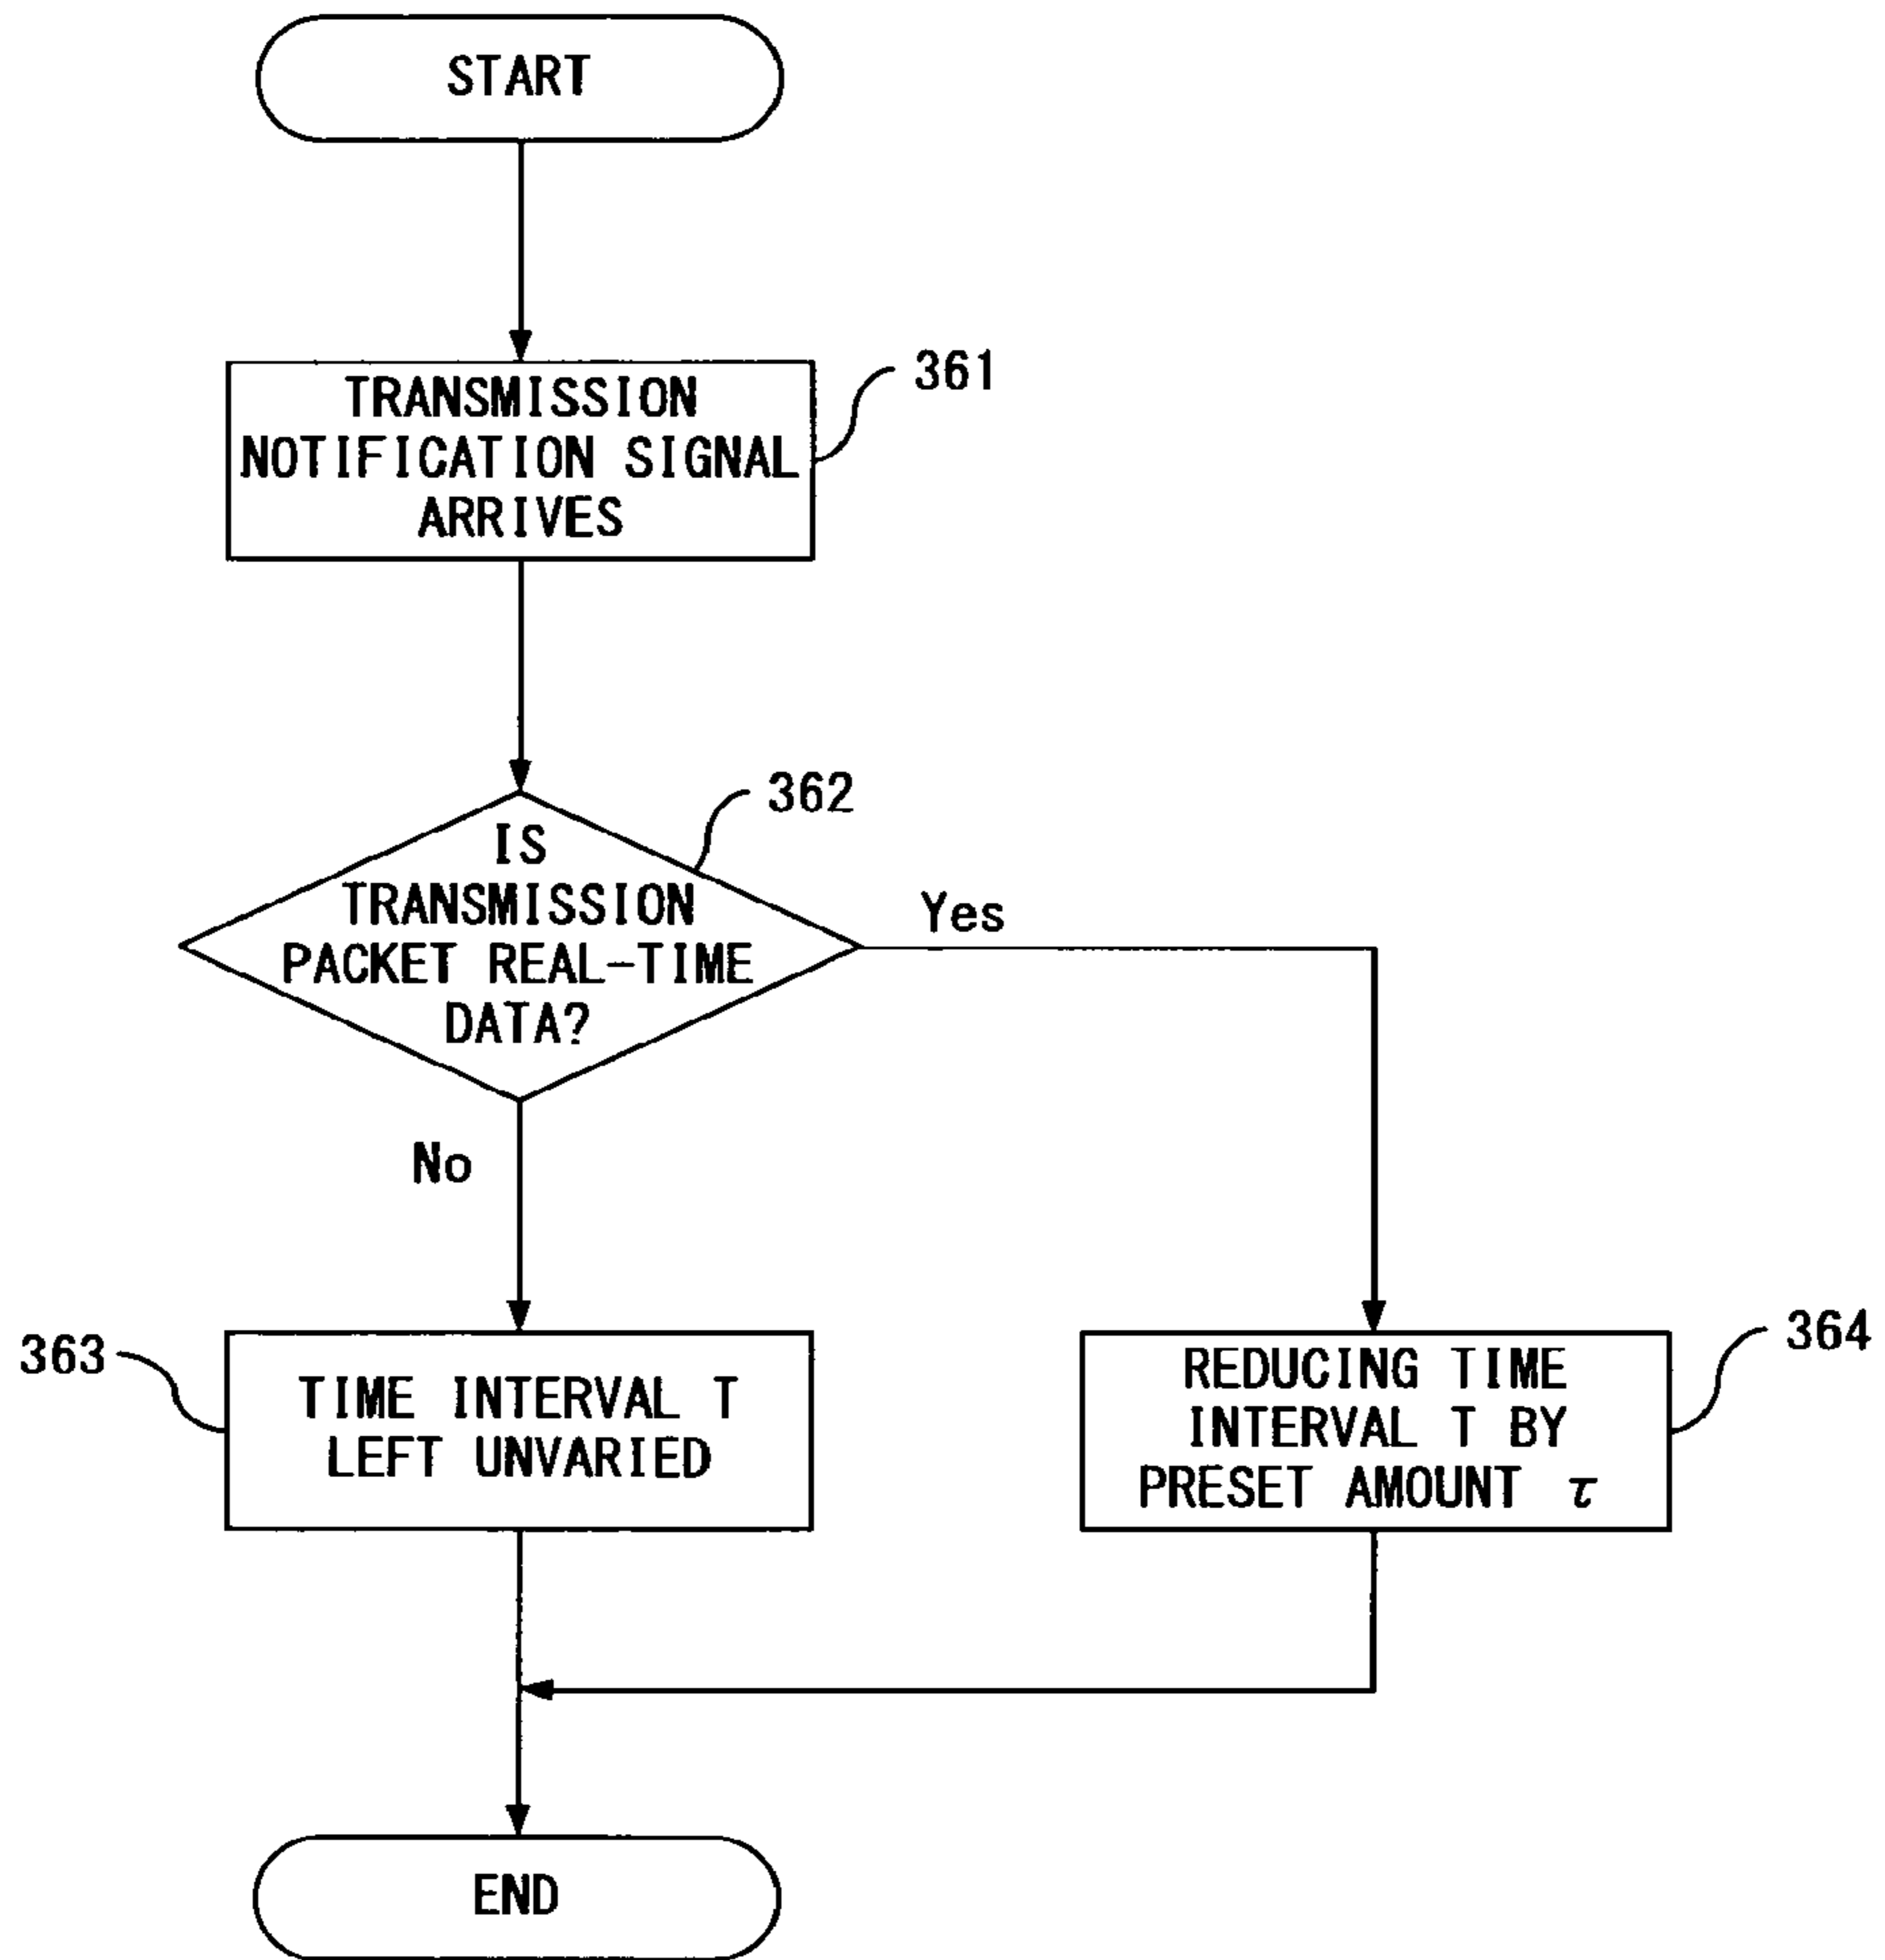 START
361
TRANSMISSION
NOTIFICATION SIGNAL
ARRIVES
362
IS
TRANSMISSION
PACKET REAL-TIME
DATA?
Yes
No
363
TIME INTERVAL T
LEFT UNVARIED
364
REDUCING TIME
INTERVAL T BY
PRESET AMOUNT τ
END